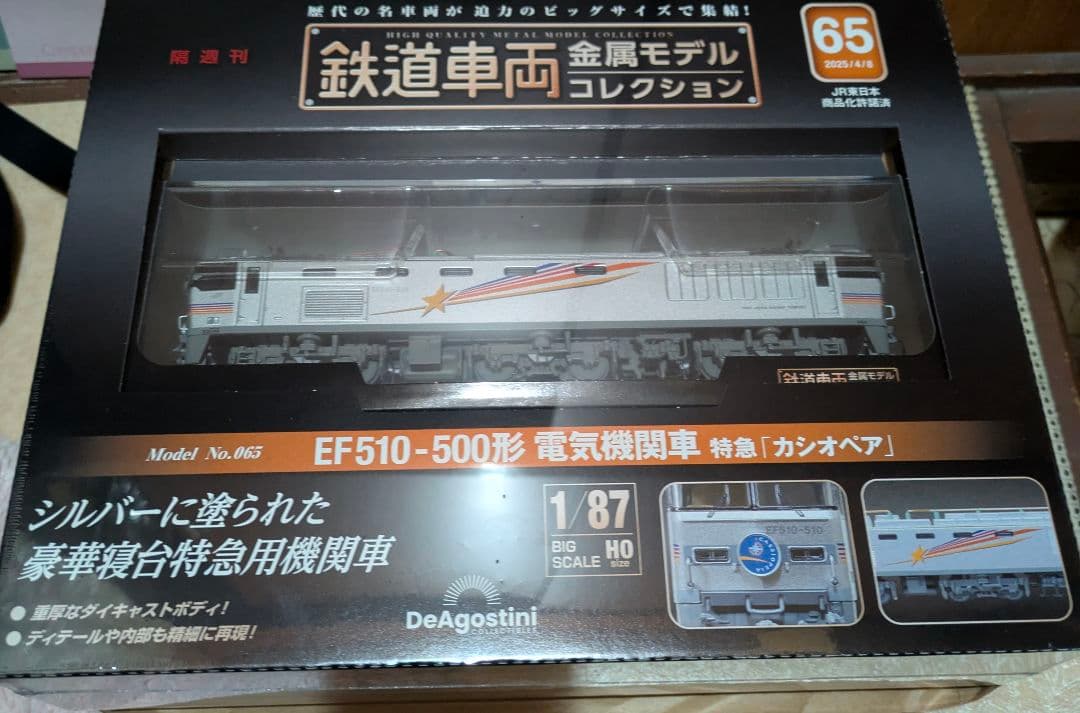 歴代の名車両が 迫力のビッグサイズで集結!
HIGH QUALITY METAL MODEL COLLECTION
隔週刊
鉄道車両 金属モデル コレクション
65
2025/4/8
JR東日本
商品化許諾済
鉄道車両 金属モデル
Model No.065
EF510-500形 電気機関車 特急「カシオペア」
シルバーに塗られた
豪華寝台特急用機関車
● 重厚なダイキャストボディ!
● ディテールや内部も精細に再現!
DeAgostini
COLLECTIBLES
1/87
BIG SCALE HO size
EF510-510
CASSIOPEIA